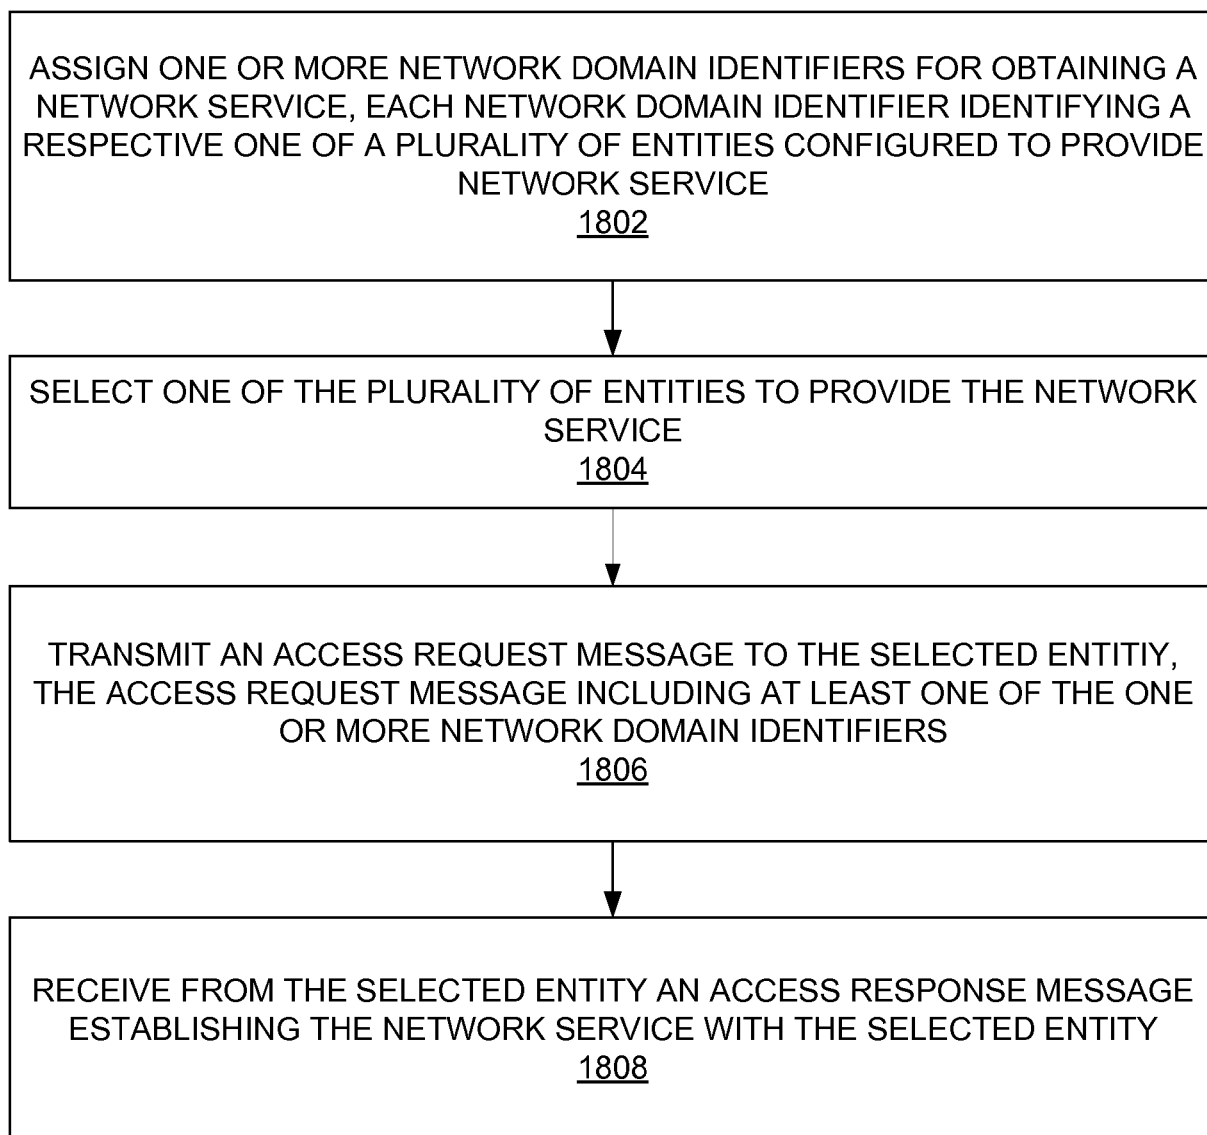 ASSIGN ONE OR MORE NETWORK DOMAIN IDENTIFIERS FOR OBTAINING A
NETWORK SERVICE, EACH NETWORK DOMAIN IDENTIFIER IDENTIFYING A
RESPECTIVE ONE OF A PLURALITY OF ENTITIES CONFIGURED TO PROVIDE
NETWORK SERVICE
1802
SELECT ONE OF THE PLURALITY OF ENTITIES TO PROVIDE THE NETWORK
SERVICE
1804
TRANSMIT AN ACCESS REQUEST MESSAGE TO THE SELECTED ENTITIY,
THE ACCESS REQUEST MESSAGE INCLUDING AT LEAST ONE OF THE ONE
OR MORE NETWORK DOMAIN IDENTIFIERS
1806
RECEIVE FROM THE SELECTED ENTITY AN ACCESS RESPONSE MESSAGE
ESTABLISHING THE NETWORK SERVICE WITH THE SELECTED ENTITY
1808